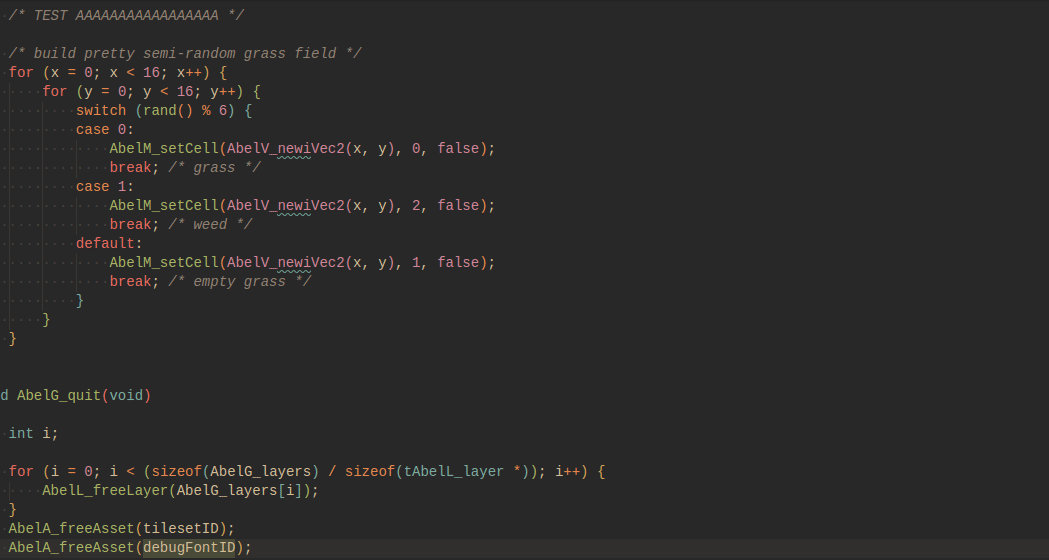 /* TEST AAAAAAAAAAAAAAAAA */
/* build pretty semi-random grass field */
for (x = 0; x < 16; x++) {
for (y = 0; y < 16; y++) {
switch (rand() % 6) {
case 0:
AbelM_setCell(AbelV_newiVec2(x, y), 0, false);
break; /* grass */
case 1:
AbelM_setCell(AbelV_newiVec2(x, y), 2, false);
break; /* weed */
default:
AbelM_setCell(AbelV_newiVec2(x, y), 1, false);
break; /* empty grass */
}
}
}
d AbelG_quit(void)
int i;
for (i = 0; i < (sizeof(AbelG_layers) / sizeof(tAbelL_layer *)); i++) {
AbelL_freeLayer(AbelG_layers[i]);
}
AbelA_freeAsset(tilesetID);
AbelA_freeAsset(debugFontID);